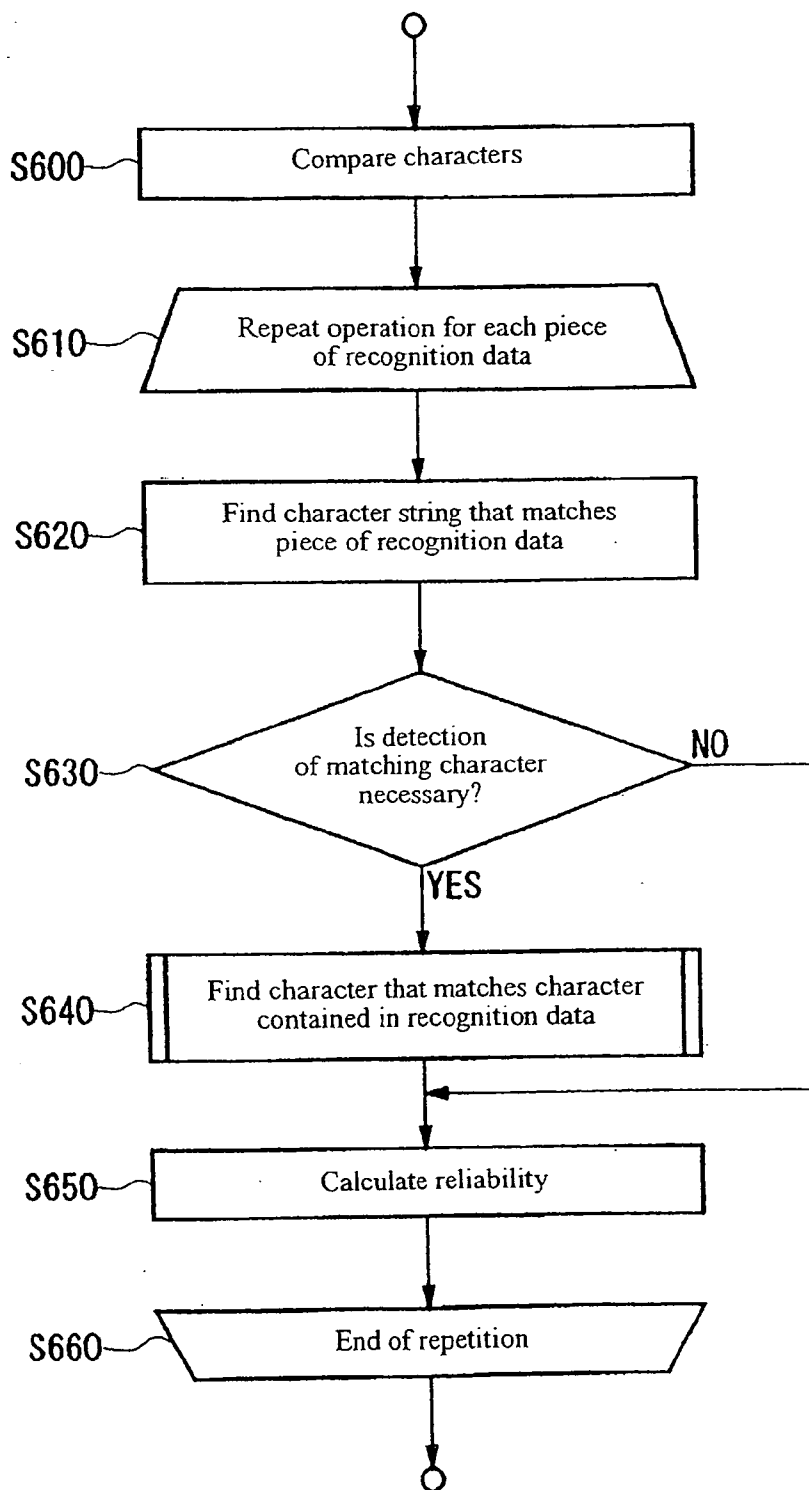 S600
Compare characters
S610
Repeat operation for each piece
of recognition data
S620
Find character string that matches
piece of recognition data
S630
Is detection
of matching character
necessary?
NO
YES
S640
Find character that matches character
contained in recognition data
S650
Calculate reliability
S660
End of repetition